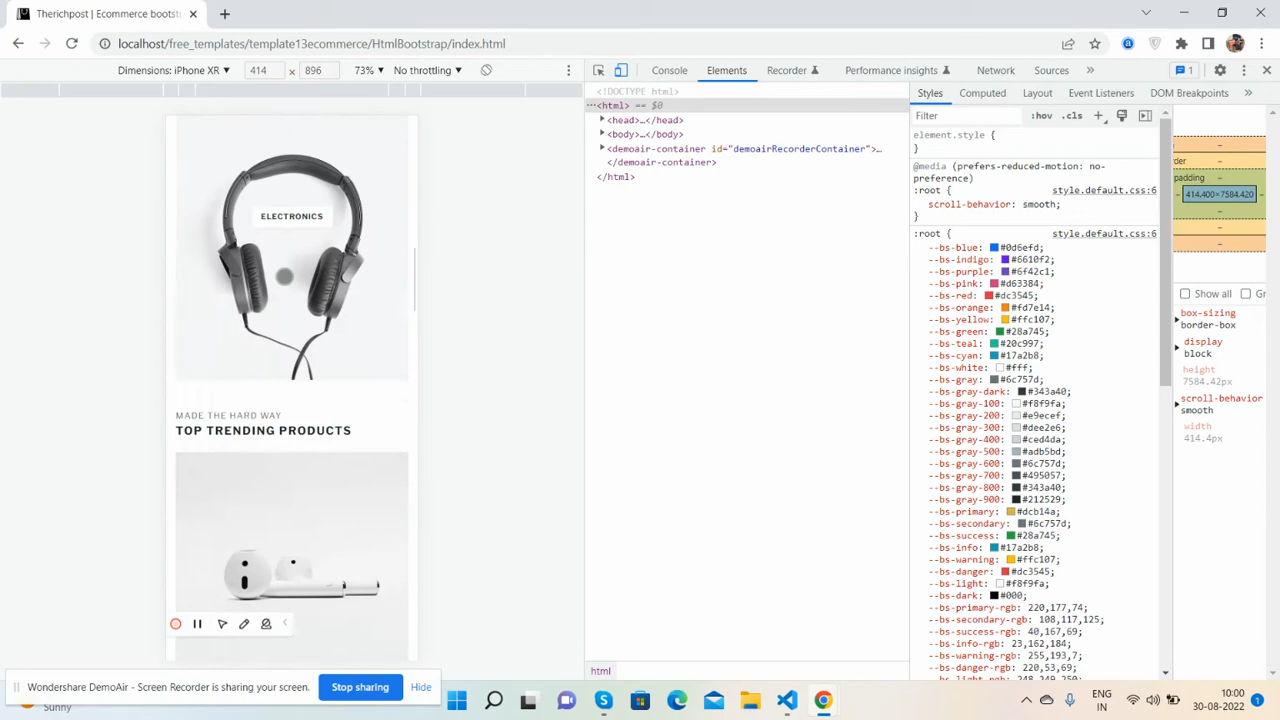 Therichpost | Ecommerce bootst
localhost/free_templates/template13ecommerce/HtmlBootstrap/index.html
Dimensions: iPhone XR 414 × 896 73% No throttling
Console Elements Recorder Performance insights Network Sources 1
<!DOCTYPE html>
<html> == $0
<head>…</head>
<body>…</body>
<demoair-container id="demoairRecorderContainer">…
</demoair-container>
</html>
html
Styles Computed Layout Event Listeners DOM Breakpoints
Filter :hov .cls
element.style {
}
@media (prefers-reduced-motion: no-
preference)
:root { style.default.css:6
scroll-behavior: smooth;
}
:root { style.default.css:6
--bs-blue: #0d6efd;
--bs-indigo: #6610f2;
--bs-purple: #6f42c1;
--bs-pink: #d63384;
--bs-red: #dc3545;
--bs-orange: #fd7e14;
--bs-yellow: #ffc107;
--bs-green: #28a745;
--bs-teal: #20c997;
--bs-cyan: #17a2b8;
--bs-white: #fff;
--bs-gray: #6c757d;
--bs-gray-dark: #343a40;
--bs-gray-100: #f8f9fa;
--bs-gray-200: #e9ecef;
--bs-gray-300: #dee2e6;
--bs-gray-400: #ced4da;
--bs-gray-500: #adb5bd;
--bs-gray-600: #6c757d;
--bs-gray-700: #495057;
--bs-gray-800: #343a40;
--bs-gray-900: #212529;
--bs-primary: #dcb14a;
--bs-secondary: #6c757d;
--bs-success: #28a745;
--bs-info: #17a2b8;
--bs-warning: #ffc107;
--bs-danger: #dc3545;
--bs-light: #f8f9fa;
--bs-dark: #000;
--bs-primary-rgb: 220,177,74;
--bs-secondary-rgb: 108,117,125;
--bs-success-rgb: 40,167,69;
--bs-info-rgb: 23,162,184;
--bs-warning-rgb: 255,193,7;
--bs-danger-rgb: 220,53,69;
--bs-light-rgb: 248,249,250;
rder
padding
414.400×7584.420
Show all Gr
box-sizing
border-box
display
block
height
7584.42px
scroll-behavior
smooth
width
414.4px
ELECTRONICS
MADE THE HARD WAY
TOP TRENDING PRODUCTS
Wondershare DemoAir - Screen Recorder is sharing your screen. Stop sharing Hide
Sunny
ENG
IN
10:00
30-08-2022
1